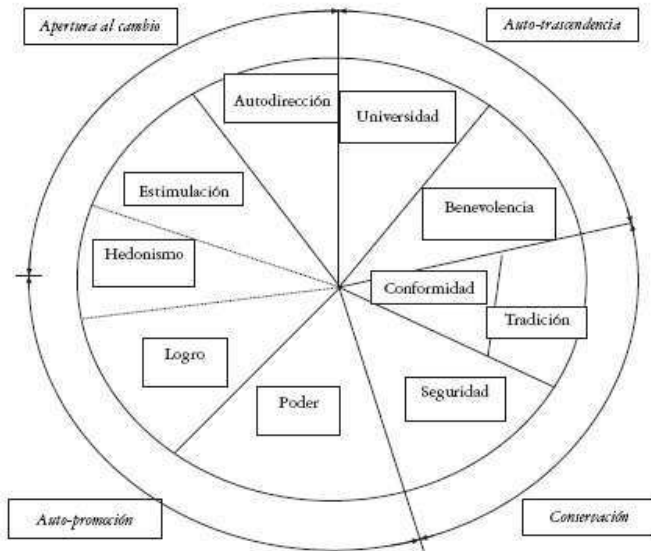 Apertura al cambio
Auto-trascendencia
Autodirección
Universidad
Estimulación
Benevolencia
Hedonismo
Conformidad
Tradición
Logro
Poder
Seguridad
Auto-promoción
Conservación